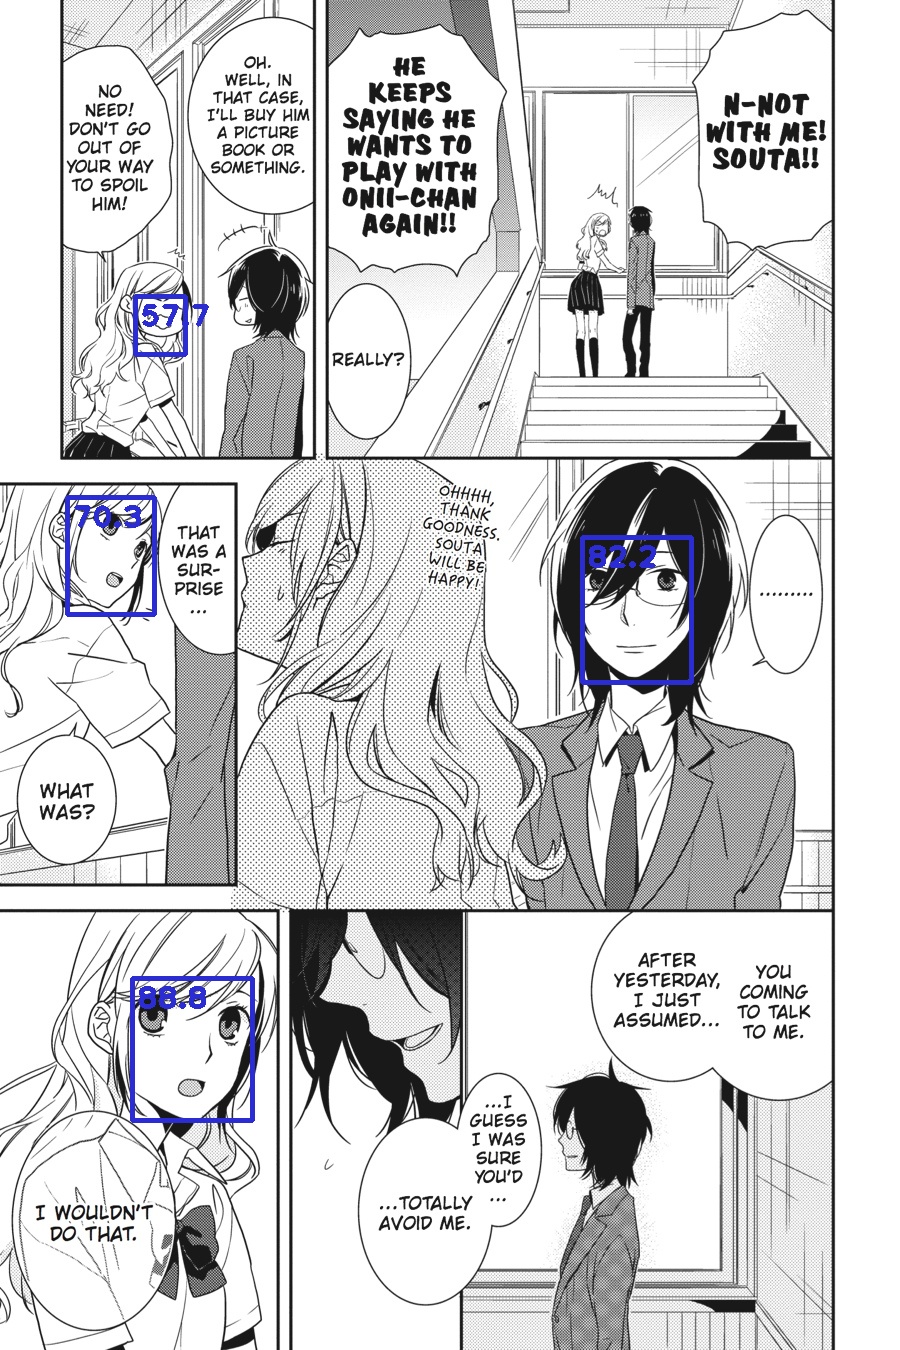 N-NOT
WITH ME!
SOUTA!!
HE
KEEPS
SAYING HE
WANTS TO
PLAY WITH
ONII-CHAN
AGAIN!!
REALLY?
OH.
WELL, IN
THAT CASE,
I'LL BUY HIM
A PICTURE
BOOK OR
SOMETHING.
NO
NEED!
DON'T GO
OUT OF
YOUR WAY
TO SPOIL
HIM!
57.7
.........
82.2
OHHHH,
THANK
GOODNESS.
SOUTA
WILL BE
HAPPY!
THAT
WAS A
SUR-
PRISE
...
70.3
WHAT
WAS?
YOU
COMING
TO TALK
TO ME.
AFTER
YESTERDAY,
I JUST
ASSUMED...
...I
GUESS
I WAS
SURE
YOU'D
...
...TOTALLY
AVOID ME.
88.8
I WOULDN'T
DO THAT.